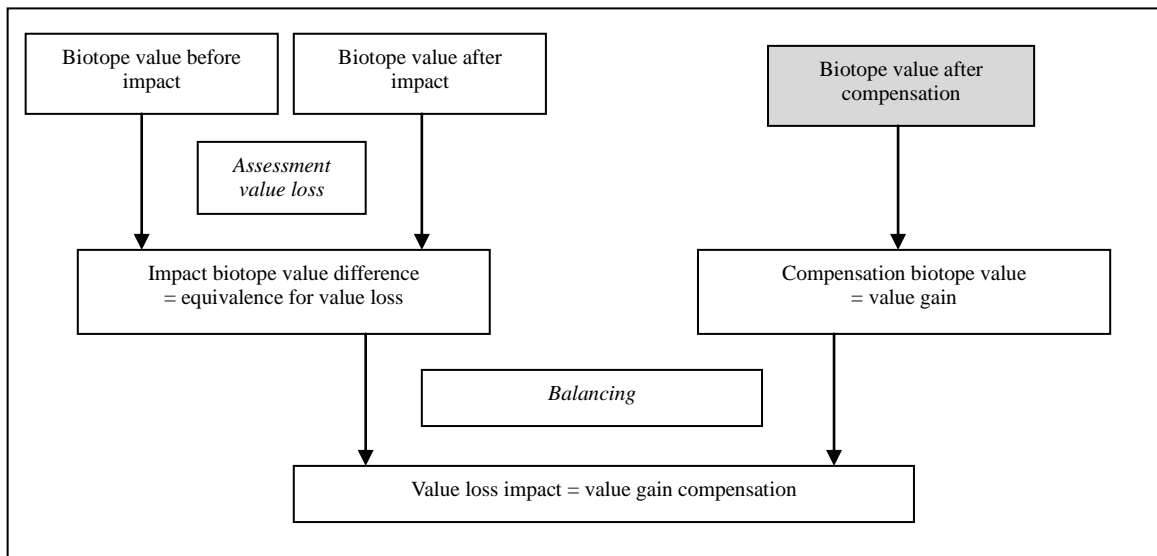 Biotope value before
impact
Biotope value after
impact
Biotope value after
compensation
Assessment
value loss
Impact biotope value difference
= equivalence for value loss
Compensation biotope value
= value gain
Balancing
Value loss impact = value gain compensation